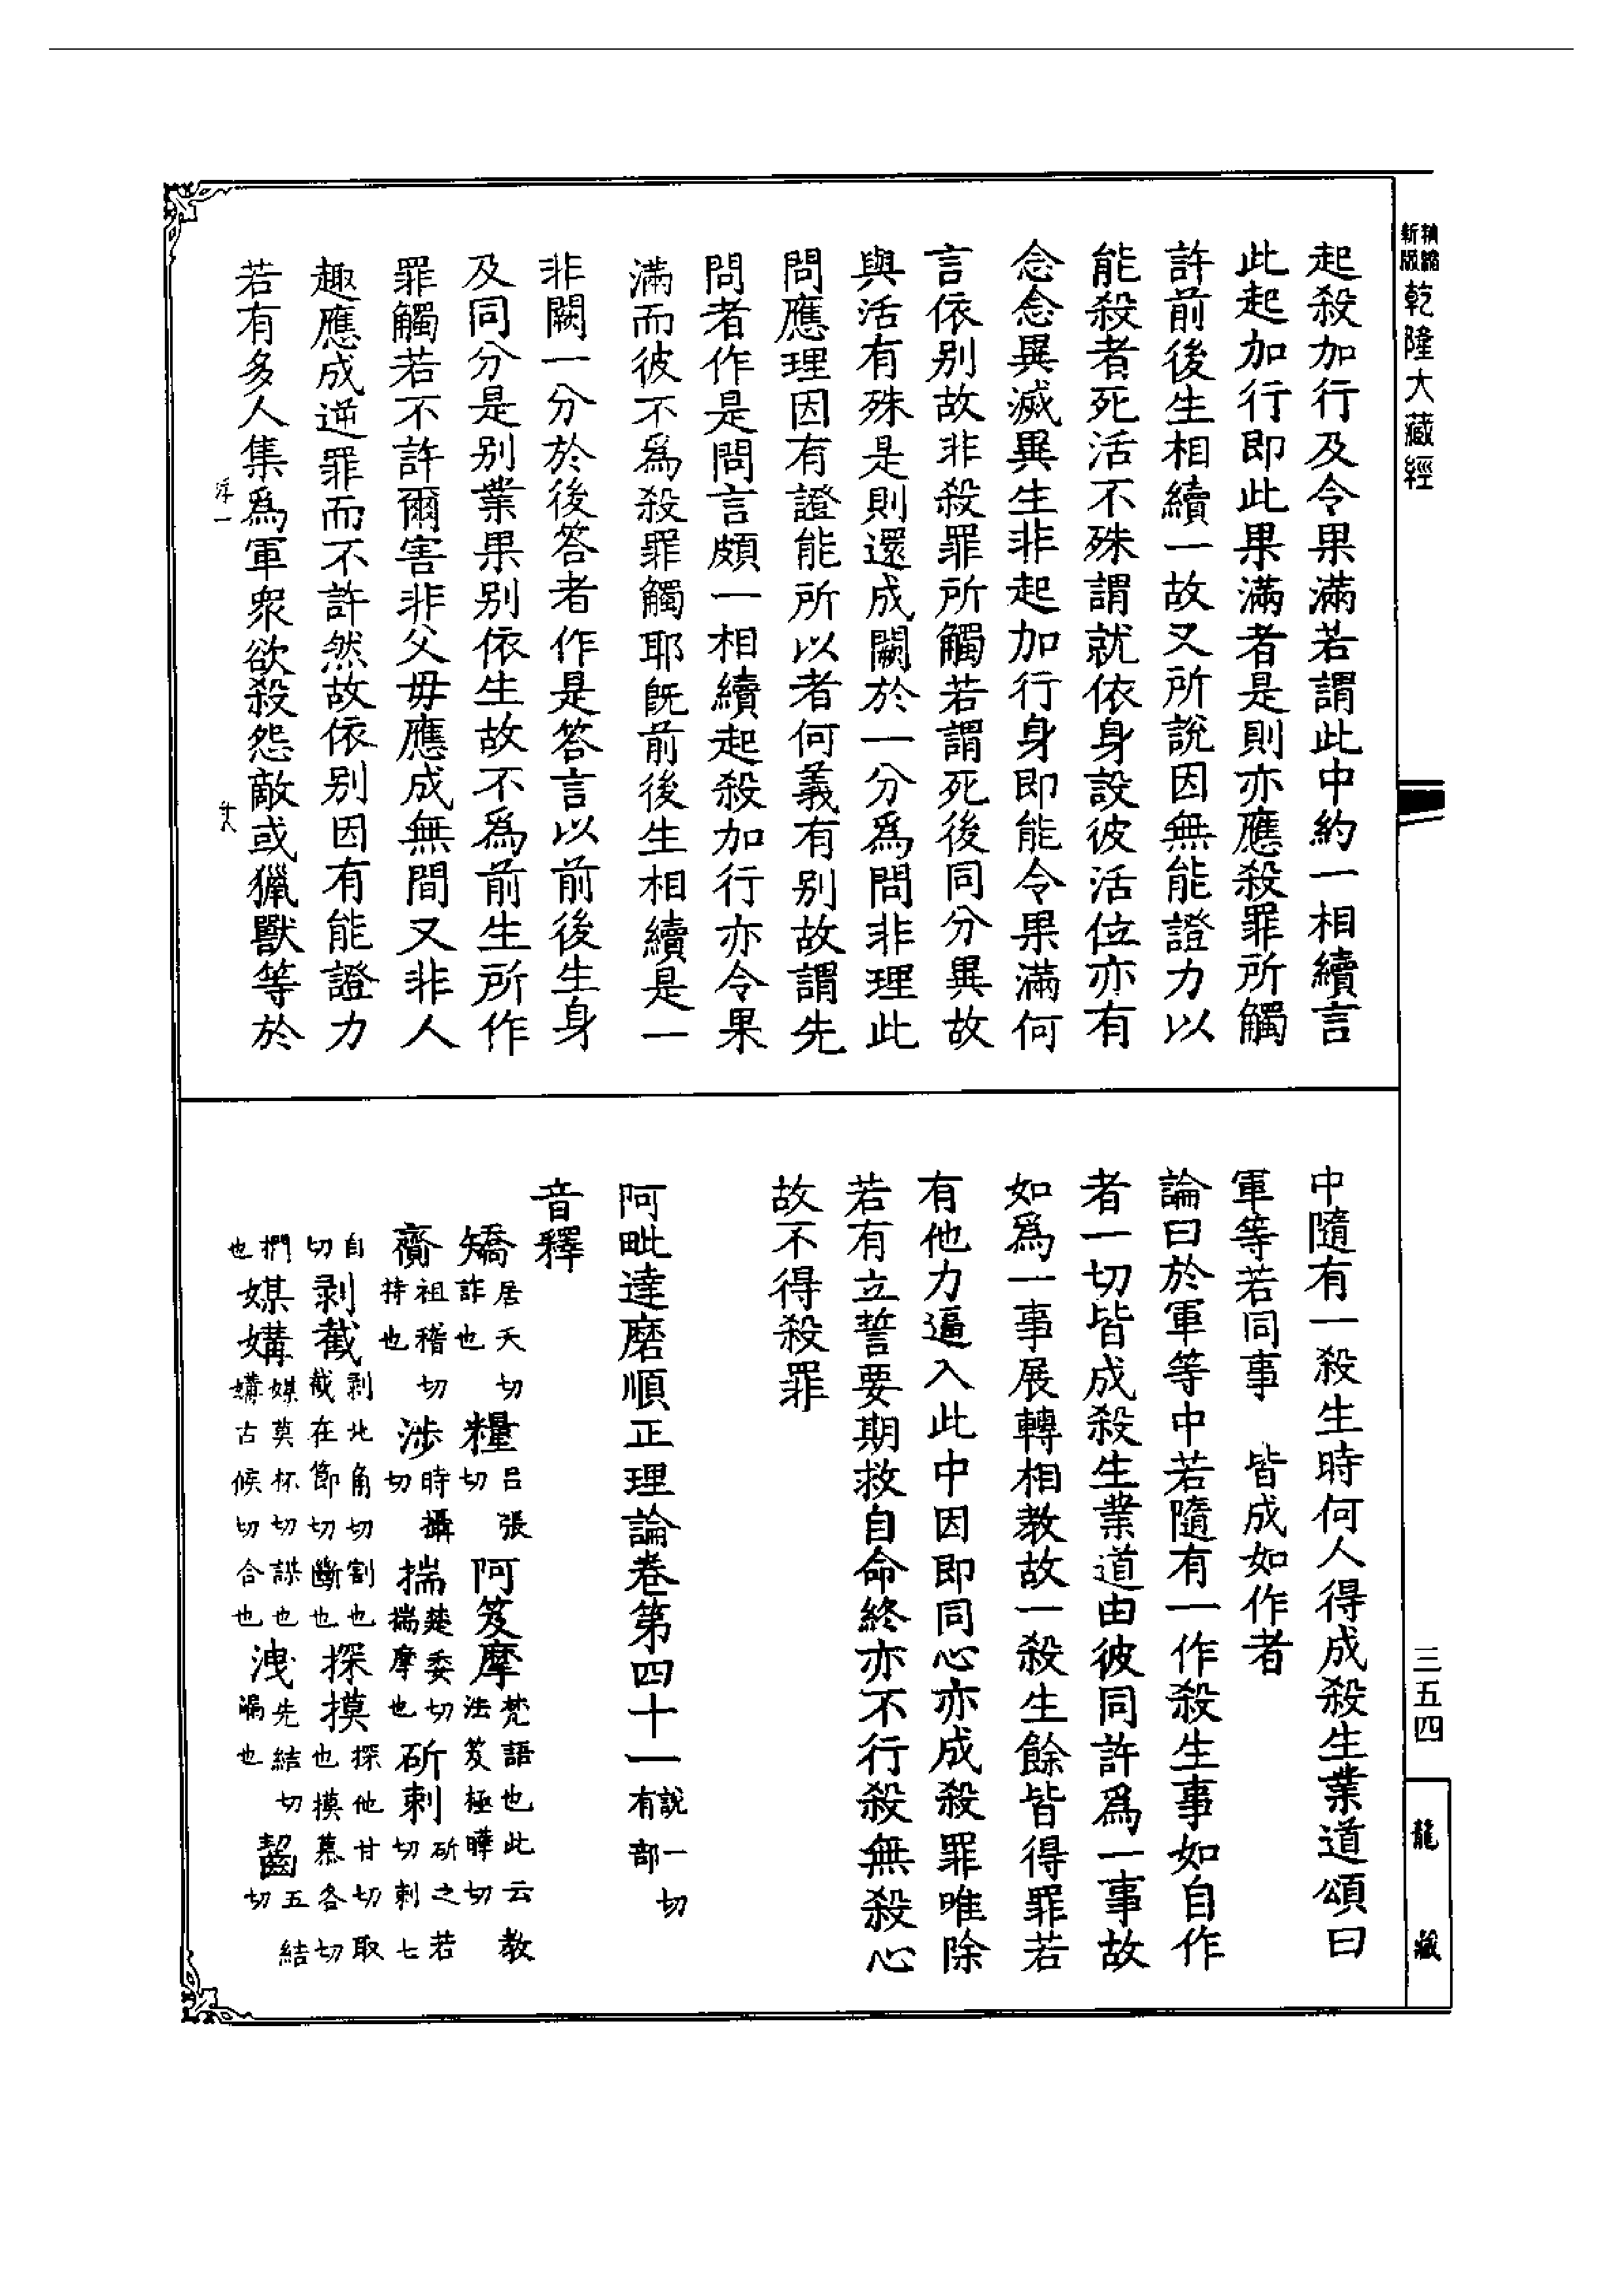 新版精縮乾隆大藏經
起殺加行及令果滿若謂此中約一相續言
此起加行即此果滿者是則亦應殺罪所觸
許前後生相續一故又所說因無能證力以
能殺者死活不殊謂就依身設彼活位亦有
念念異滅異生非起加行身即能令果滿何
言依别故非殺罪所觸若謂死後同分異故
與活有殊是則還成闕於一分爲問非理此
問應理因有證能所以者何義有别故謂先
問者作是問言頗一相續起殺加行亦令果
滿而彼不爲殺罪觸耶既前後生相續是一
非闕一分於後答者作是答言以前後生身
及同分是别業果别依生故不爲前生所作
罪觸若不許爾害非父毋應成無間又非人
趣應成逆罪而不許然故依别因有能證力
若有多人集爲軍衆欲殺怨敵或獵獸等於
中隨有一殺生時何人得成殺生業道頌曰
軍等若同事　皆成如作者
論曰於軍等中若隨有一作殺生事如自作
者一切皆成殺生業道由彼同許爲一事故
如爲一事展轉相教故一殺生餘皆得罪若
有他力逼入此中因即同心亦成殺罪唯除
若有立誓要期救自命終亦不行殺無殺心
故不得殺罪
阿毗達磨順正理論卷第四十一說一切有部
音釋
矯居夭切詐也 糧呂張切 阿笈摩梵語也此云教法笈極曄切
齎祖稽切持也 涉時攝切 揣楚委切揣摩也 斫刺斫之若切刺七
自切 剥截剥北角切割也截在節切斷也 探摸探他甘切取也摸慕各切
捫也 媒媾媒莫杯切謀也媾古候切合也 洩先結切漏也 齧五結切
三五四
龍藏